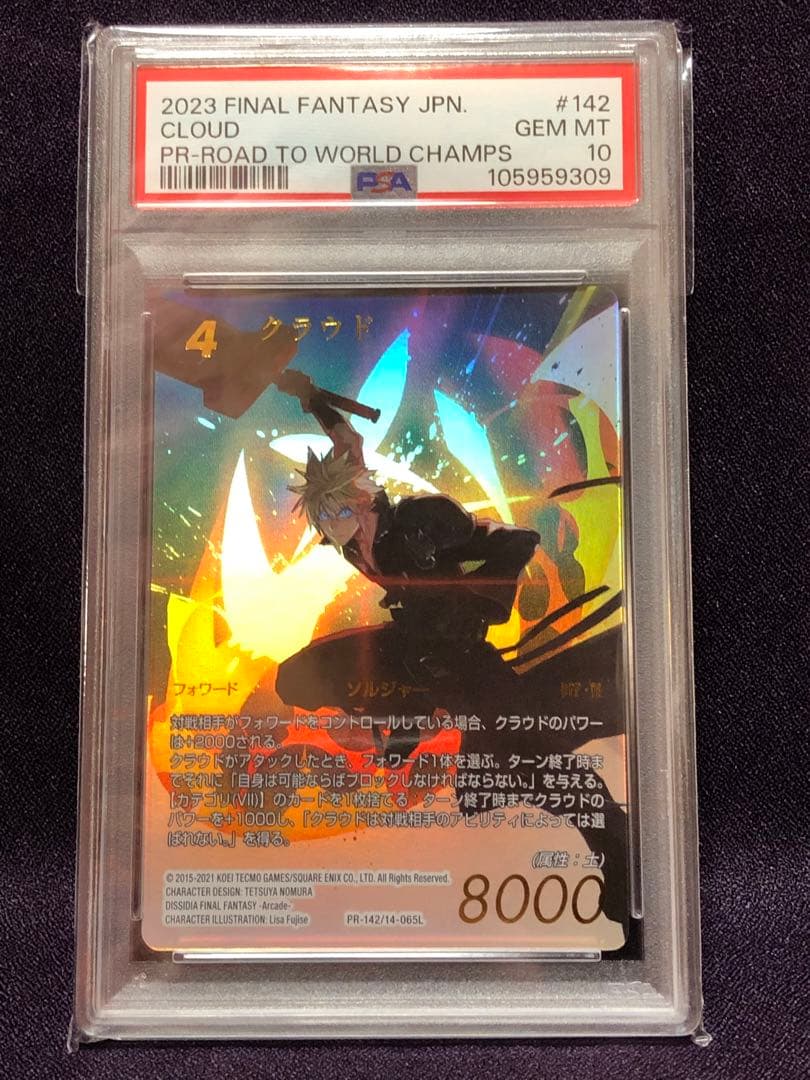 2023 FINAL FANTASY JPN. #142
CLOUD GEM MT
PR-ROAD TO WORLD CHAMPS 10
PSA 105959309
4 クラウド
フォワード ソルジャー
対戦相手がフォワードをコントロールしている場合、クラウドのパワー
は+2000される。
クラウドがアタックしたとき、フォワード1体を選ぶ。ターン終了時ま
でそれに「自身は可能ならばブロックしなければならない。」を与える。
【カテゴリ(VII)】のカードを1枚捨てる:ターン終了時までクラウドの
パワーを+1000し、「クラウドは対戦相手のアビリティによっては選
ばれない。」を得る。
(属性:土)
© 2015-2021 KOEI TECMO GAMES/SQUARE ENIX CO., LTD. All Rights Reserved.
CHARACTER DESIGN: TETSUYA NOMURA
DISSIDIA FINAL FANTASY -Arcade-
CHARACTER ILLUSTRATION: Lisa Fujise
PR-142/14-065L
8000